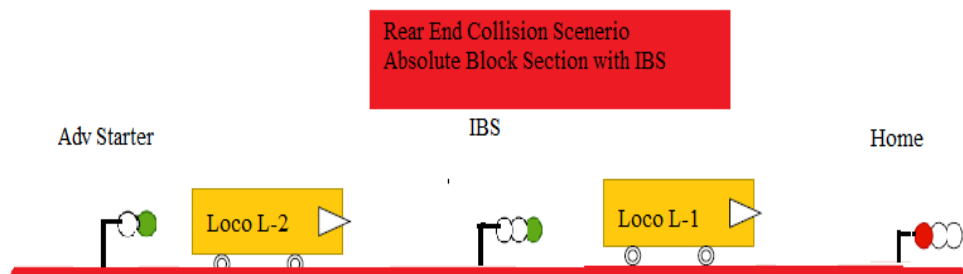 Rear End Collision Scenerio
Absolute Block Section with IBS
IBS
Adv Starter
Home
Loco L-2
Loco L-1